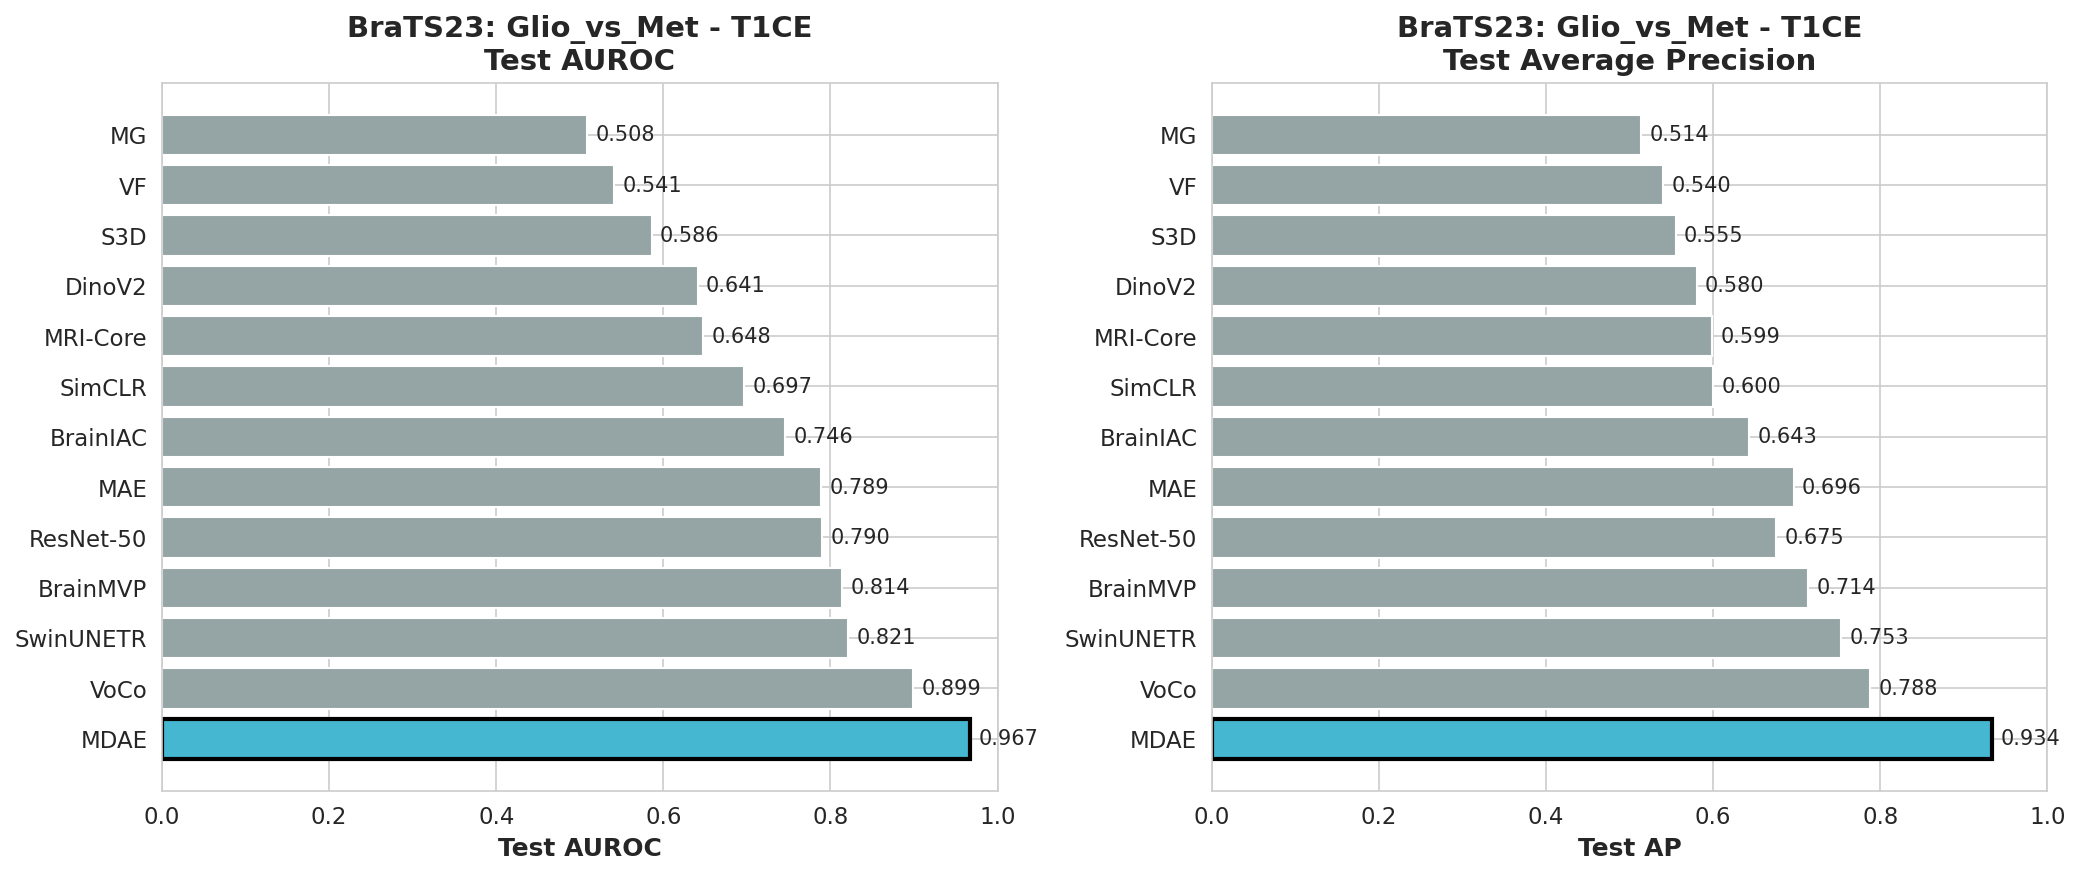 BraTS23: Glio_vs_Met - T1CE
Test AUROC
MG 0.508
VF 0.541
S3D 0.586
DinoV2 0.641
MRI-Core 0.648
SimCLR 0.697
BrainIAC 0.746
MAE 0.789
ResNet-50 0.790
BrainMVP 0.814
SwinUNETR 0.821
VoCo 0.899
MDAE 0.967
0.0 0.2 0.4 0.6 0.8 1.0
Test AUROC
BraTS23: Glio_vs_Met - T1CE
Test Average Precision
MG 0.514
VF 0.540
S3D 0.555
DinoV2 0.580
MRI-Core 0.599
SimCLR 0.600
BrainIAC 0.643
MAE 0.696
ResNet-50 0.675
BrainMVP 0.714
SwinUNETR 0.753
VoCo 0.788
MDAE 0.934
0.0 0.2 0.4 0.6 0.8 1.0
Test AP